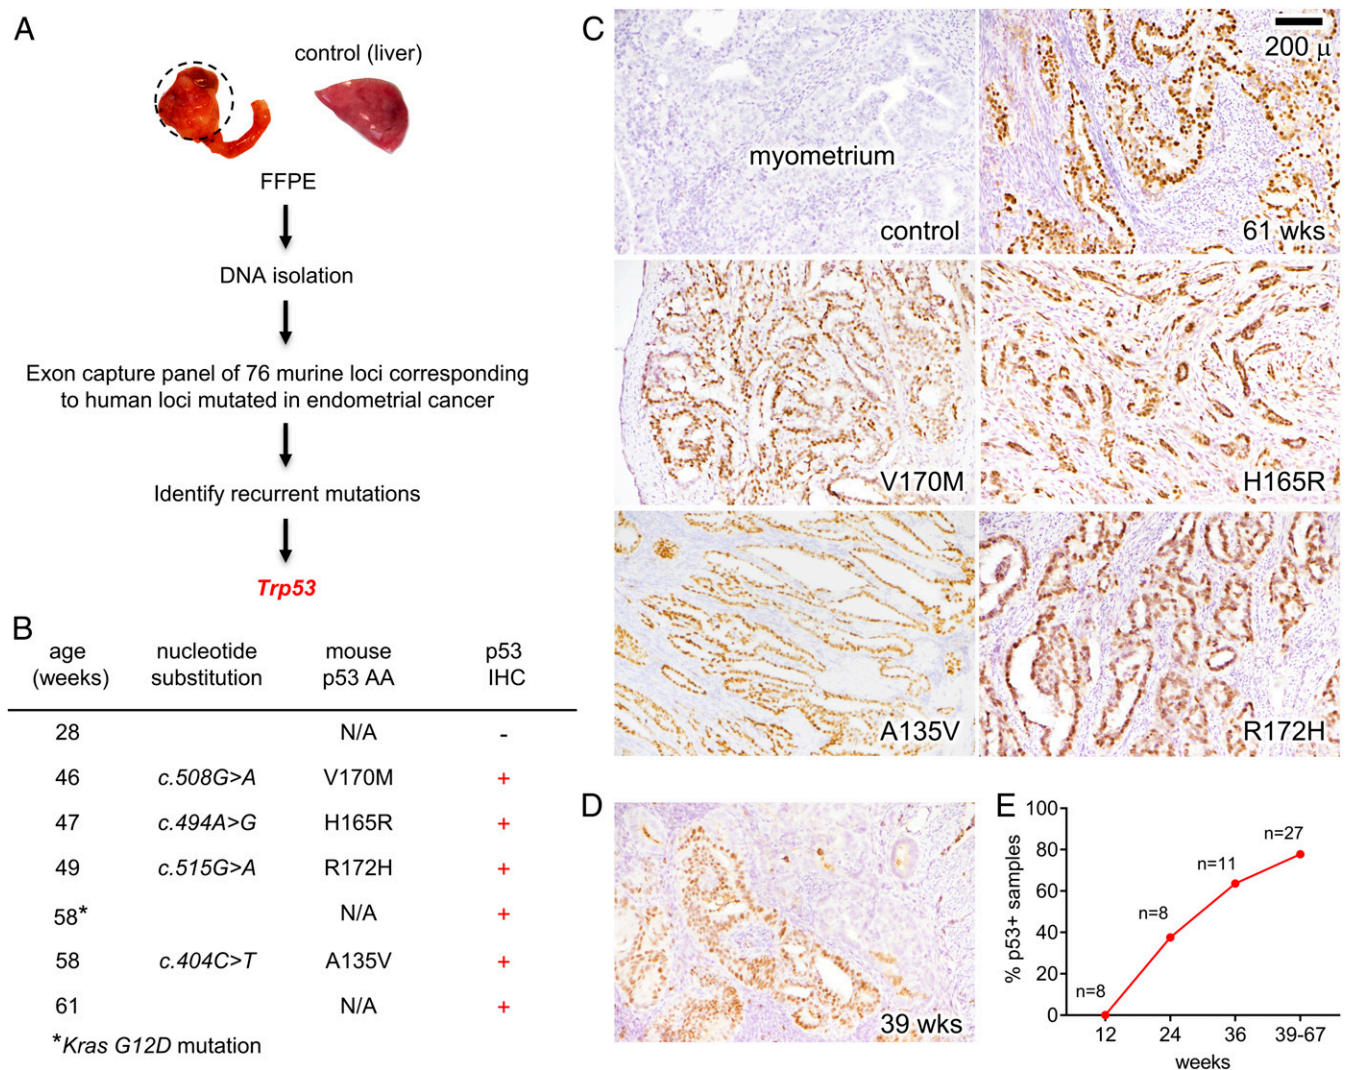 A
control (liver)
FFPE
DNA isolation
Exon capture panel of 76 murine loci corresponding
to human loci mutated in endometrial cancer
Identify recurrent mutations
Trp53
B
age nucleotide mouse p53
(weeks) substitution p53 AA IHC
28 N/A -
46 c.508G>A V170M +
47 c.494A>G H165R +
49 c.515G>A R172H +
58* N/A +
58 c.404C>T A135V +
61 N/A +
*Kras G12D mutation
C
myometrium
control
200 μ
61 wks
V170M
H165R
A135V
R172H
D
39 wks
E
% p53+ samples
100
80
60
40
20
0
n=8
n=8
n=11
n=27
12 24 36 39-67
weeks